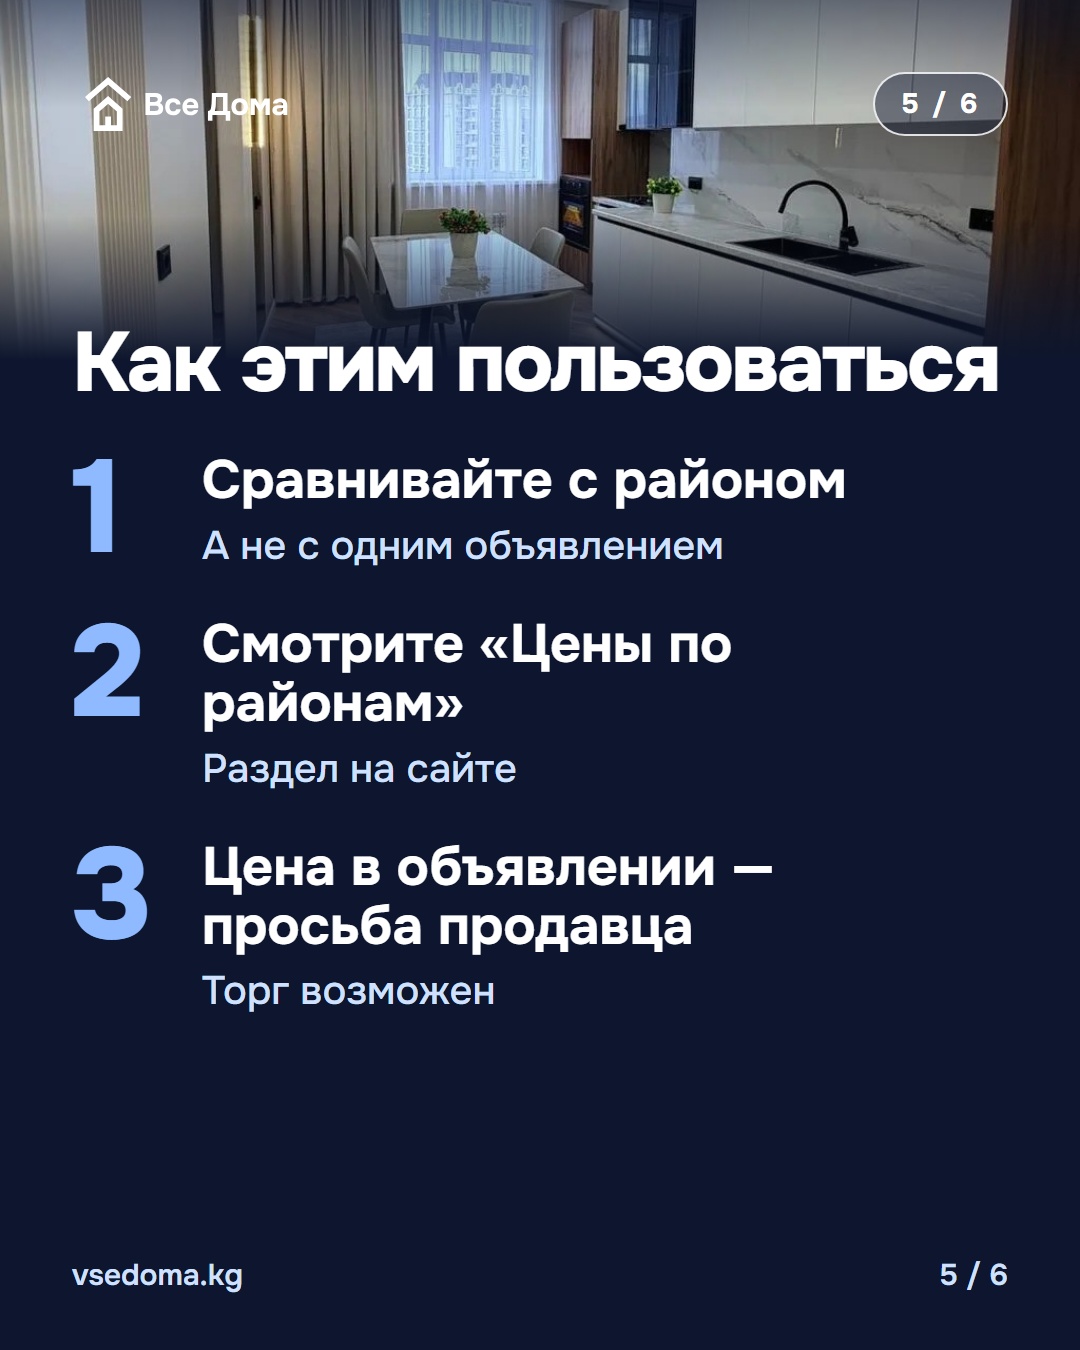 Все Дома
5 / 6
Как этим пользоваться
1
Сравнивайте с районом
А не с одним объявлением
2
Смотрите «Цены по
районам»
Раздел на сайте
3
Цена в объявлении —
просьба продавца
Торг возможен
vsedoma.kg
5 / 6